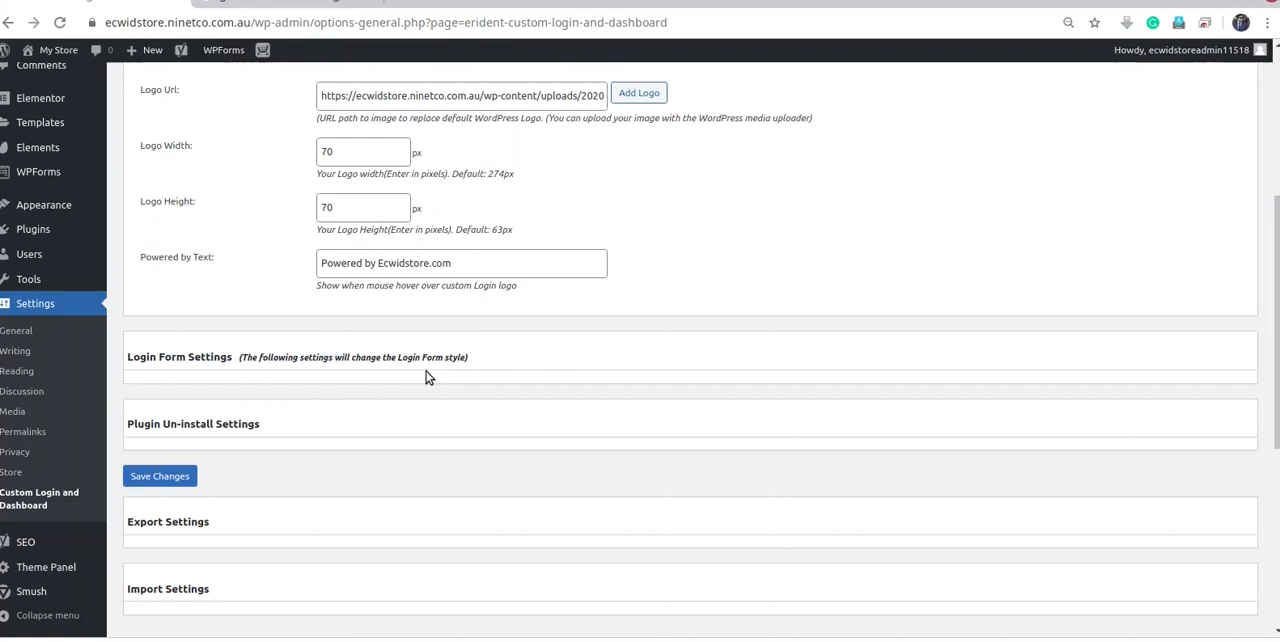 ecwidstore.ninetco.com.au/wp-admin/options-general.php?page=erident-custom-login-and-dashboard
My Store
0
New
WPForms
Howdy, ecwidstoreadmin11518
Comments
Elementor
Templates
Elements
WPForms
Appearance
Plugins
Users
Tools
Settings
General
Writing
Reading
Discussion
Media
Permalinks
Privacy
Store
Custom Login and
Dashboard
SEO
Theme Panel
Smush
Collapse menu
Logo Url:
https://ecwidstore.ninetco.com.au/wp-content/uploads/2020
Add Logo
(URL path to image to replace default WordPress Logo. (You can upload your image with the WordPress media uploader)
Logo Width:
70
px
Your Logo width(Enter in pixels). Default: 274px
Logo Height:
70
px
Your Logo Height(Enter in pixels). Default: 63px
Powered by Text:
Powered by Ecwidstore.com
Show when mouse hover over custom Login logo
Login Form Settings (The following settings will change the Login Form style)
Plugin Un-install Settings
Save Changes
Export Settings
Import Settings